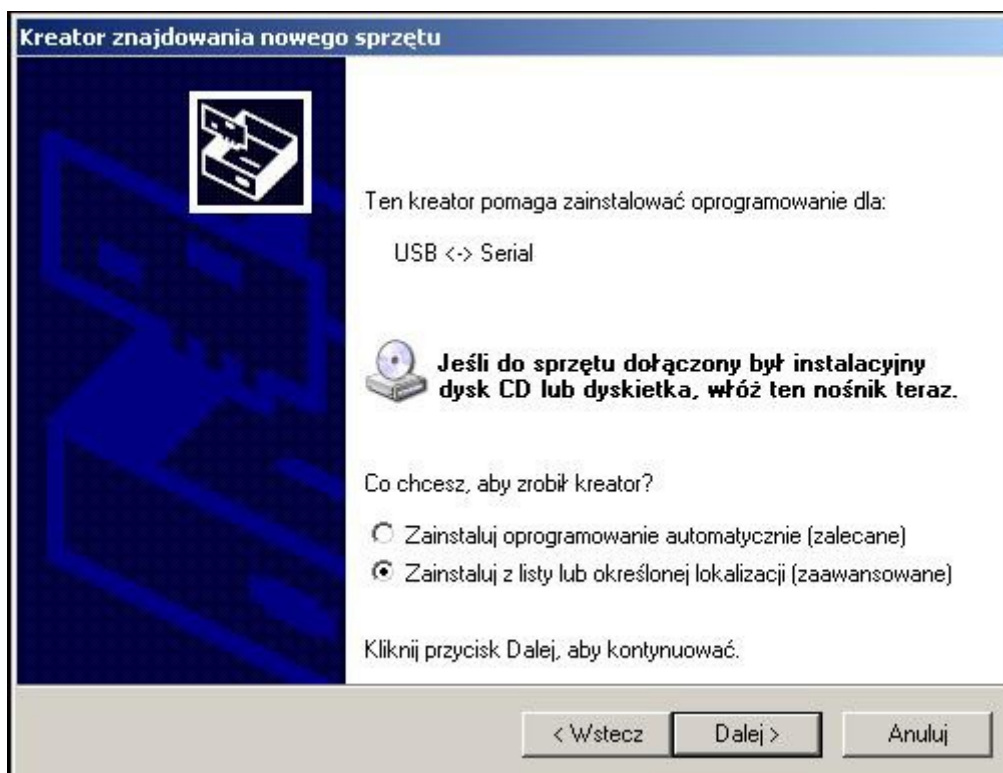 Kreator znajdowania nowego sprzętu
Ten kreator pomaga zainstalować oprogramowanie dla:
USB <-> Serial
Jeśli do sprzętu dołączony był instalacyjny
dysk CD lub dyskietka, włóż ten nośnik teraz.
Co chcesz, aby zrobił kreator?
Zainstaluj oprogramowanie automatycznie (zalecane)
Zainstaluj z listy lub określonej lokalizacji (zaawansowane)
Kliknij przycisk Dalej, aby kontynuować.
< Wstecz Dalej > Anuluj